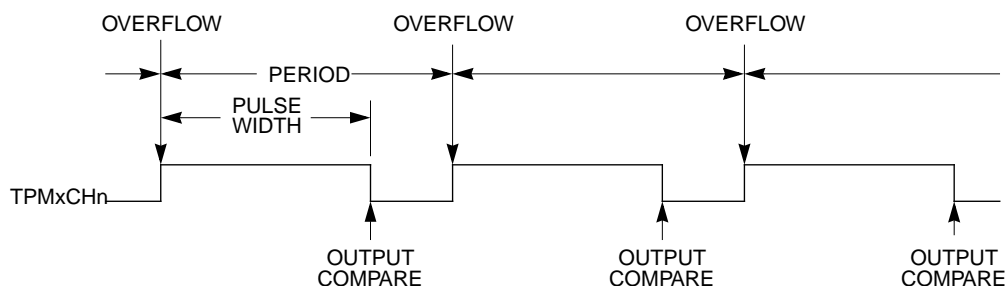 OVERFLOW OVERFLOW OVERFLOW
PERIOD
PULSE
WIDTH
TPMxCHn
OUTPUT
COMPARE
OUTPUT
COMPARE
OUTPUT
COMPARE